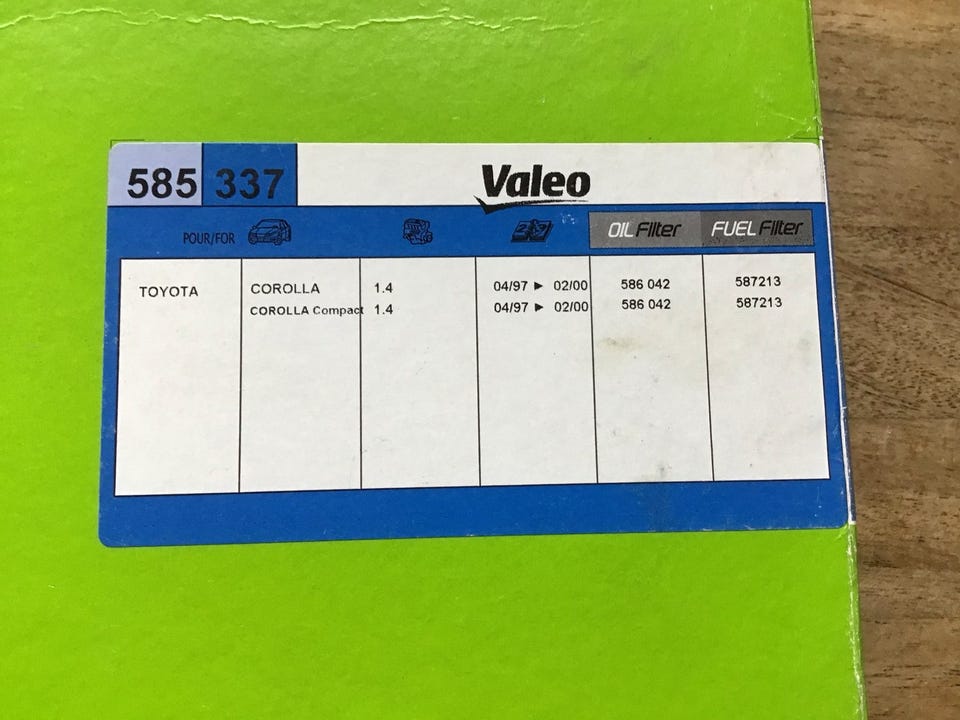 585 337 Valeo
POUR/FOR OIL Filter FUEL Filter
TOYOTA COROLLA 1.4 04/97 ► 02/00 586 042 587213
COROLLA Compact 1.4 04/97 ► 02/00 586 042 587213